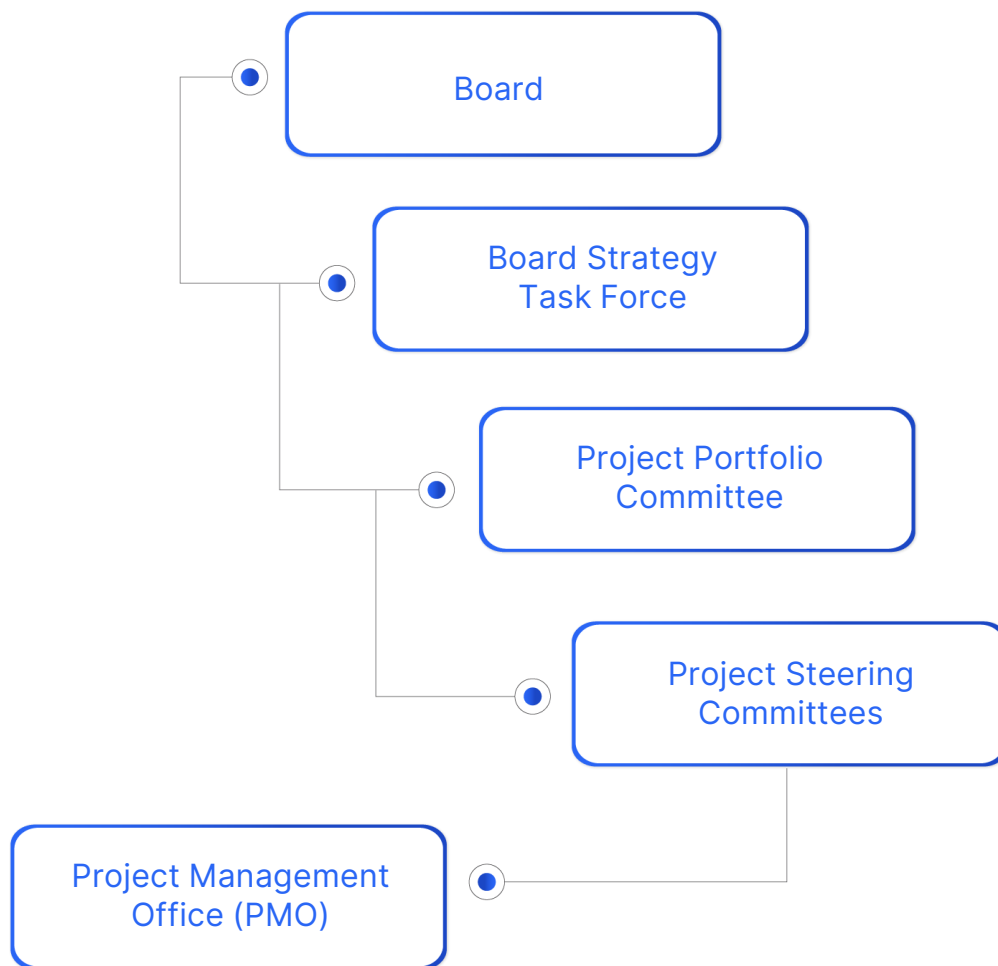 Board
Board Strategy
Task Force
Project Portfolio
Committee
Project Steering
Committees
Project Management
Office (PMO)